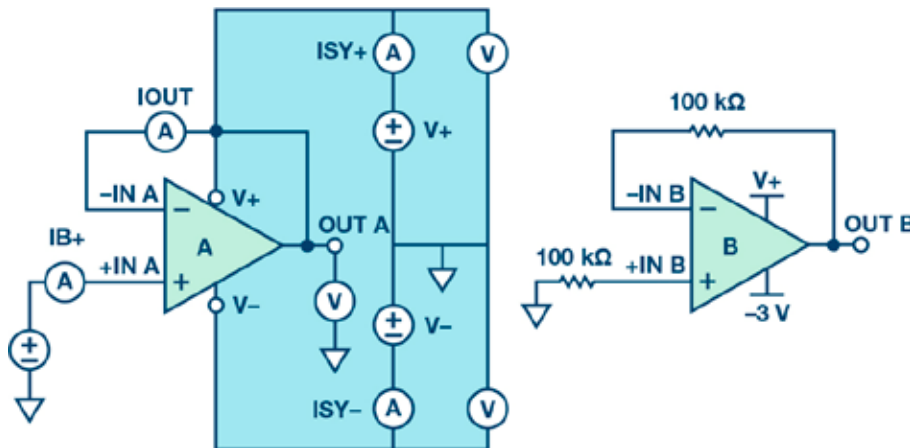 ISY+
A
V
IOUT
A
100 kΩ
±
V+
–IN A
V+
–IN B
V+
A
OUT A
B
OUT B
IB+
A
+IN A
100 kΩ
+IN B
V–
V
±
V–
–3 V
±
ISY–
A
V